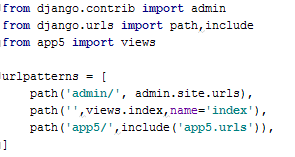 from django.contrib import admin
from django.urls import path,include
from app5 import views
urlpatterns = [
    path('admin/', admin.site.urls),
    path('',views.index,name='index'),
    path('app5/',include('app5.urls')),
]